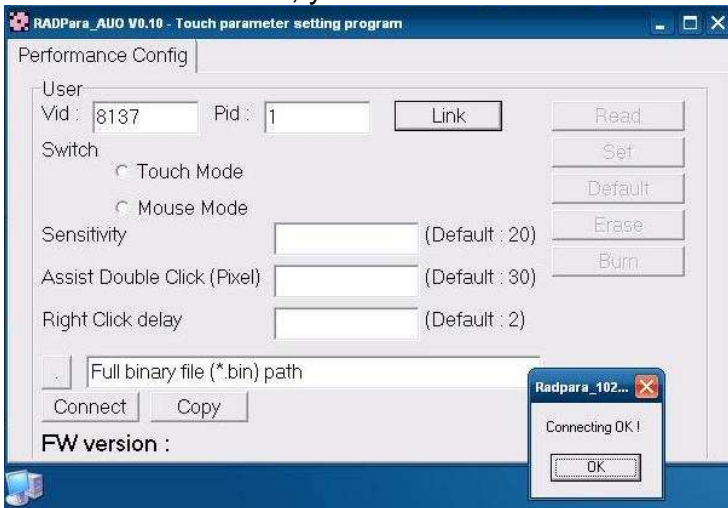 RADPara_AUO V0.10 - Touch parameter setting program
Performance Config
User
Vid : 8137 Pid : 1 Link Read
Switch Set
Touch Mode Default
Mouse Mode Erase
Sensitivity (Default : 20) Burn
Assist Double Click (Pixel) (Default : 30)
Right Click delay (Default : 2)
. Full binary file (*.bin) path
Connect Copy
FW version :
Radpara_102...
Connecting OK !
OK